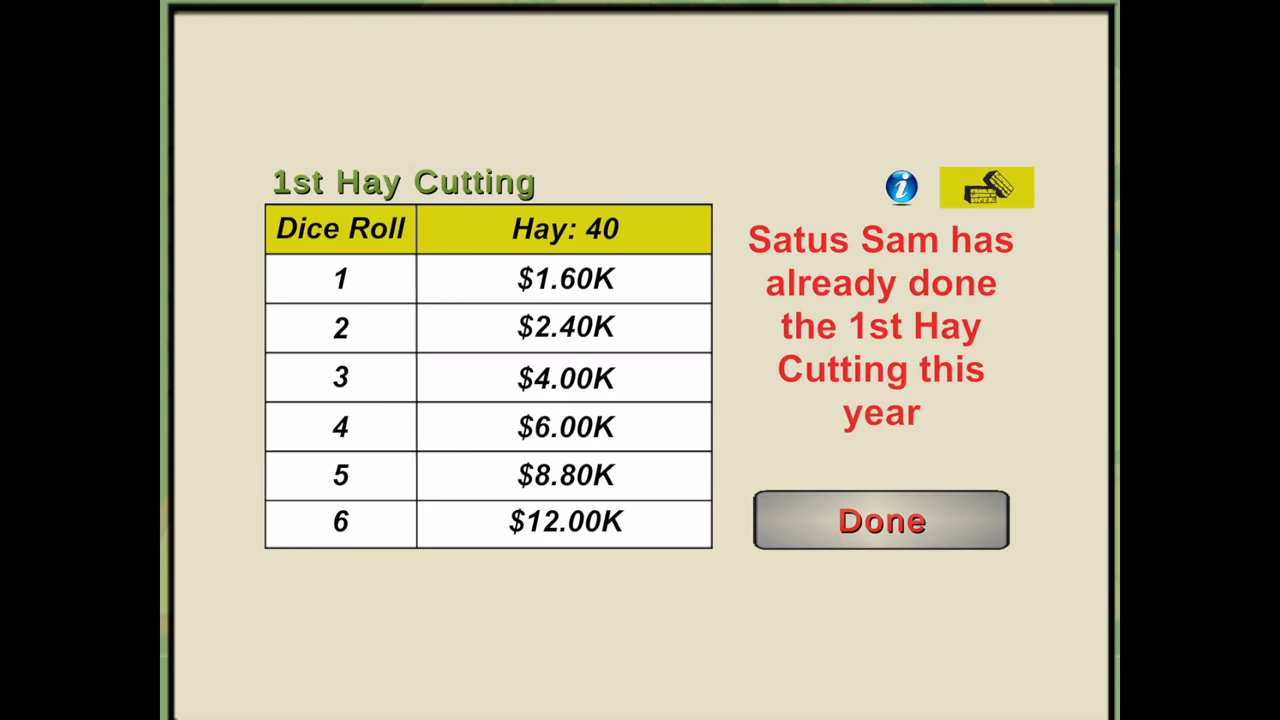 1st Hay Cutting
Dice Roll Hay: 40
1 $1.60K
2 $2.40K
3 $4.00K
4 $6.00K
5 $8.80K
6 $12.00K
Satus Sam has
already done
the 1st Hay
Cutting this
year
Done